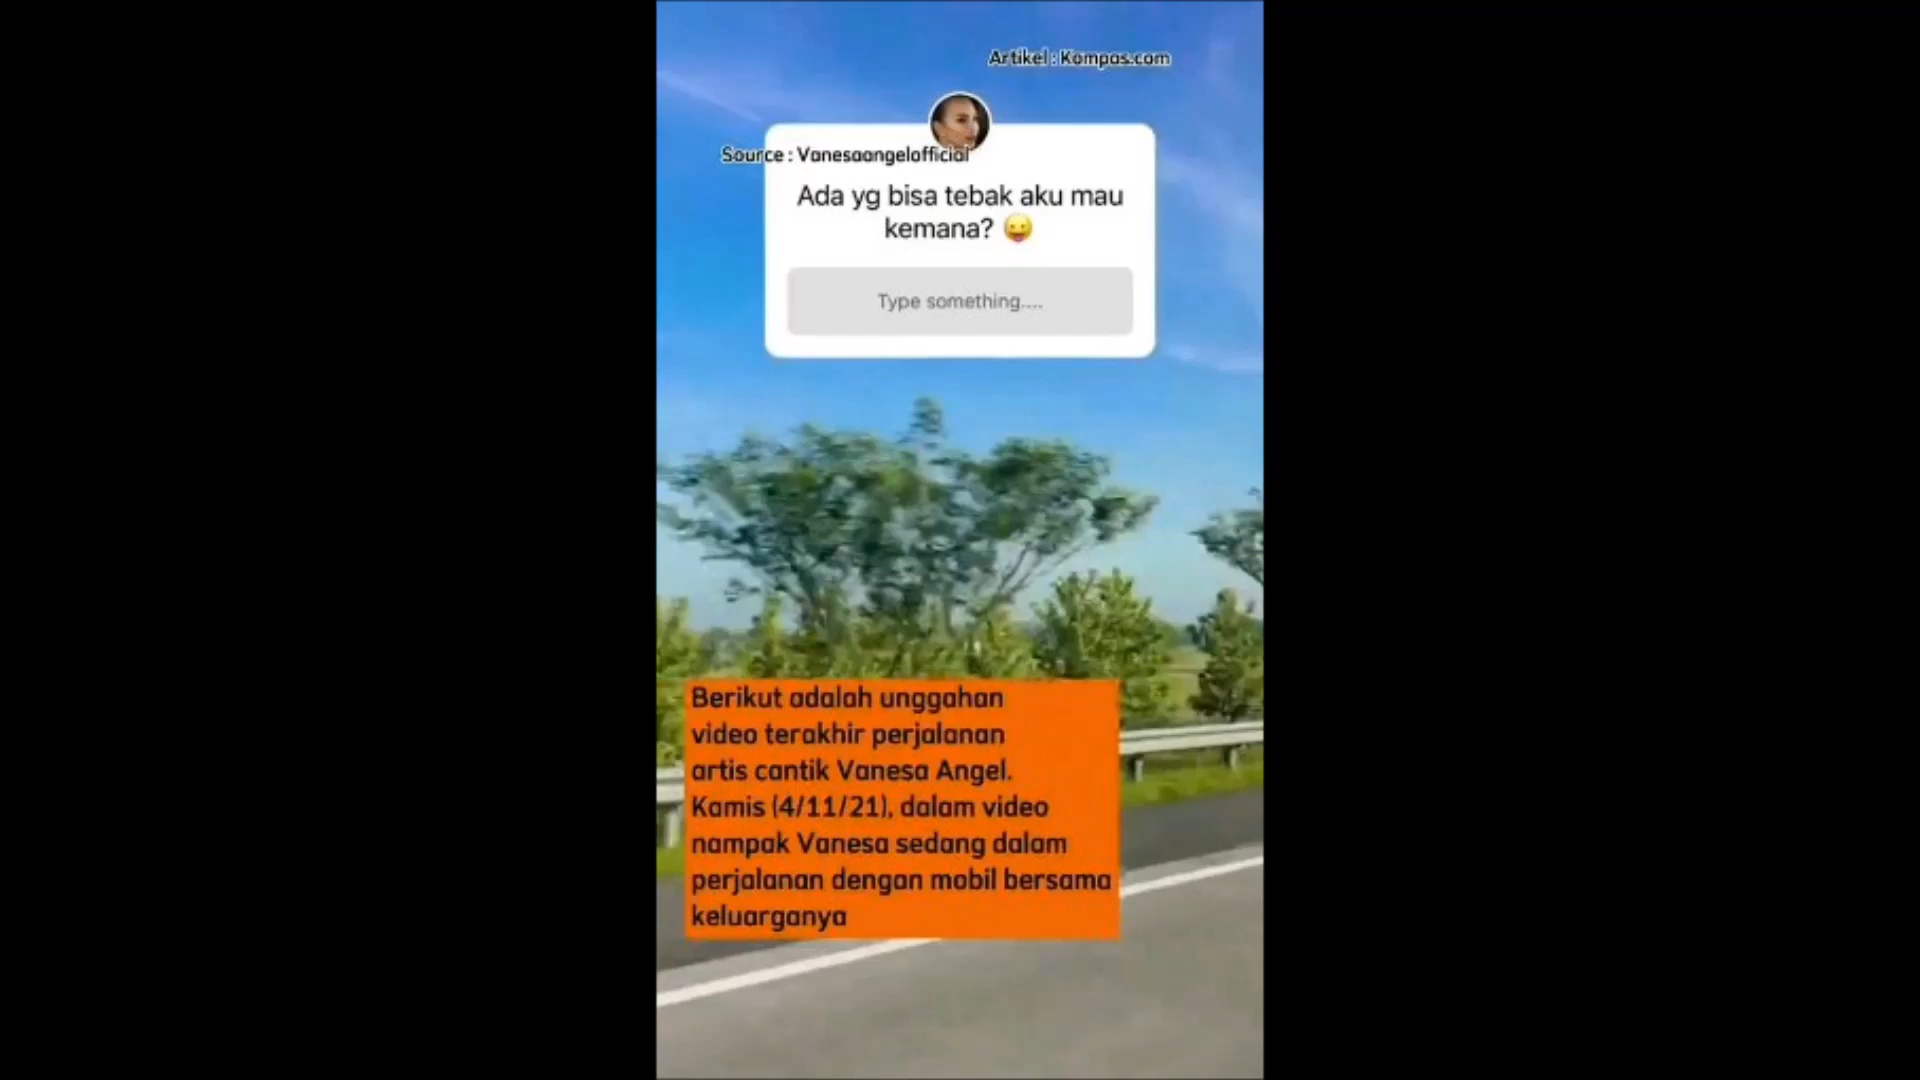 Artikel : Kompas.com
Source : Vanesaangelofficial
Ada yg bisa tebak aku mau
kemana? 😛
Type something....
Berikut adalah unggahan
video terakhir perjalanan
artis cantik Vanesa Angel.
Kamis (4/11/21), dalam video
nampak Vanesa sedang dalam
perjalanan dengan mobil bersama
keluarganya